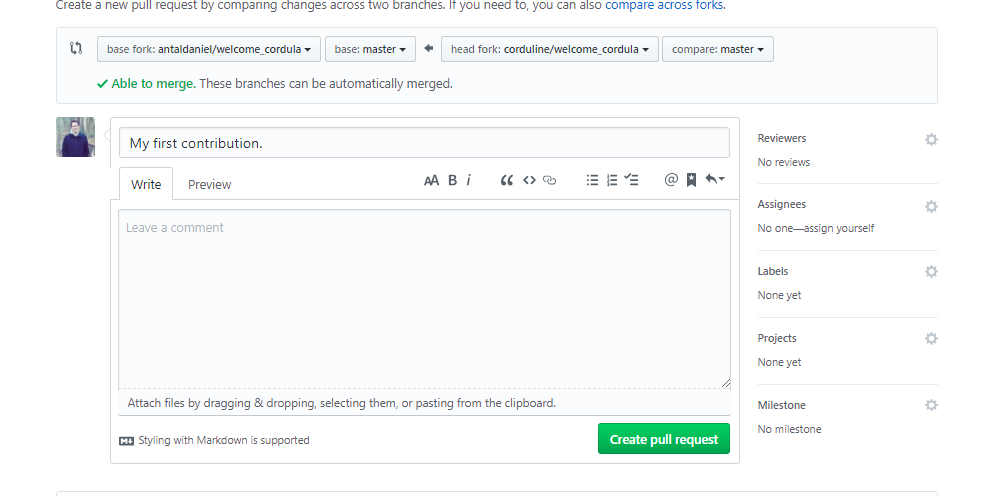 Create a new pull request by comparing changes across two branches. If you need to, you can also compare across forks.
base fork: antaldaniel/welcome_cordula base: master head fork: corduline/welcome_cordula compare: master
Able to merge. These branches can be automatically merged.
My first contribution.
Reviewers
No reviews
Write Preview AA B i @
Assignees
No one—assign yourself
Leave a comment
Labels
None yet
Projects
None yet
Attach files by dragging & dropping, selecting them, or pasting from the clipboard.
Milestone
No milestone
Styling with Markdown is supported
Create pull request